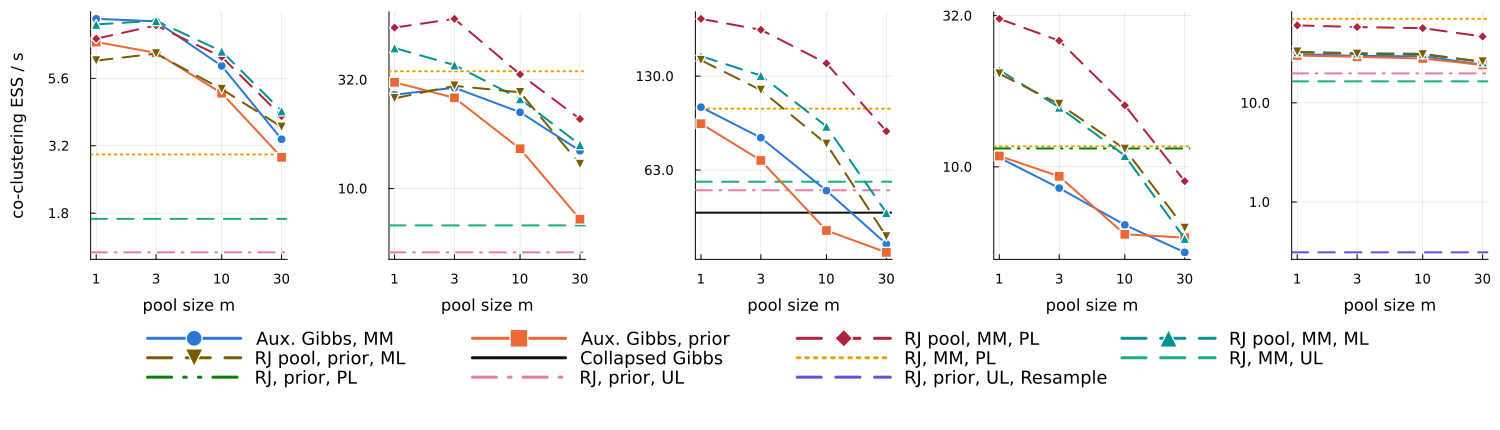 co-clustering ESS / s
5.6
3.2
1.8
1 3 10 30
pool size m
32.0
10.0
1 3 10 30
pool size m
130.0
63.0
1 3 10 30
pool size m
32.0
10.0
1 3 10 30
pool size m
10.0
1.0
1 3 10 30
pool size m
Aux. Gibbs, MM Aux. Gibbs, prior RJ pool, MM, PL RJ pool, MM, ML
RJ pool, prior, ML Collapsed Gibbs RJ, MM, PL RJ, MM, UL
RJ, prior, PL RJ, prior, UL RJ, prior, UL, Resample